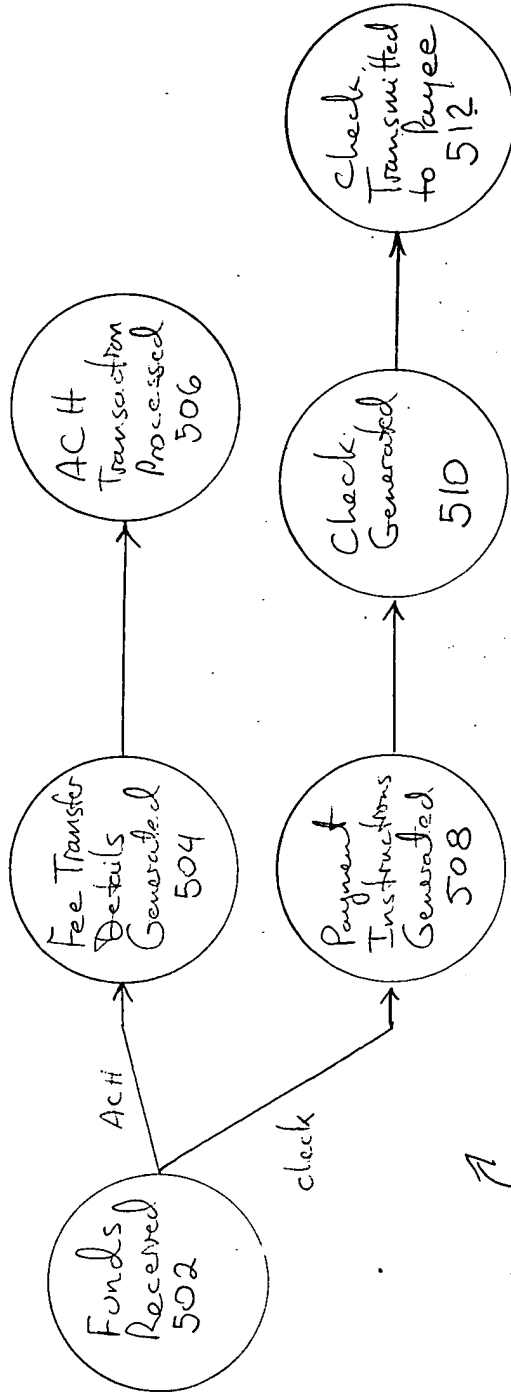 Funds
Received
502
ACH
check
Fee Transfer
Details
Generated
504
ACH
Transaction
Processed
506
Payment
Instructions
Generated
508
Check
Generated
510
Check
Transmitted
to Payee
512